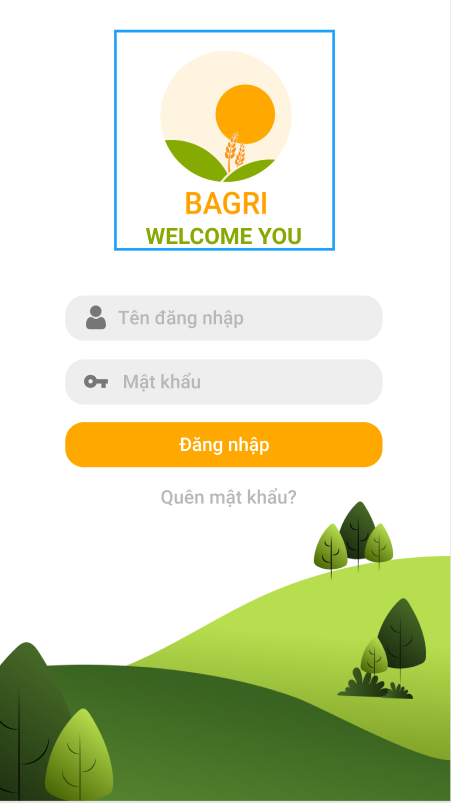 BAGRI
WELCOME YOU
Tên đăng nhập
Mật khẩu
Đăng nhập
Quên mật khẩu?